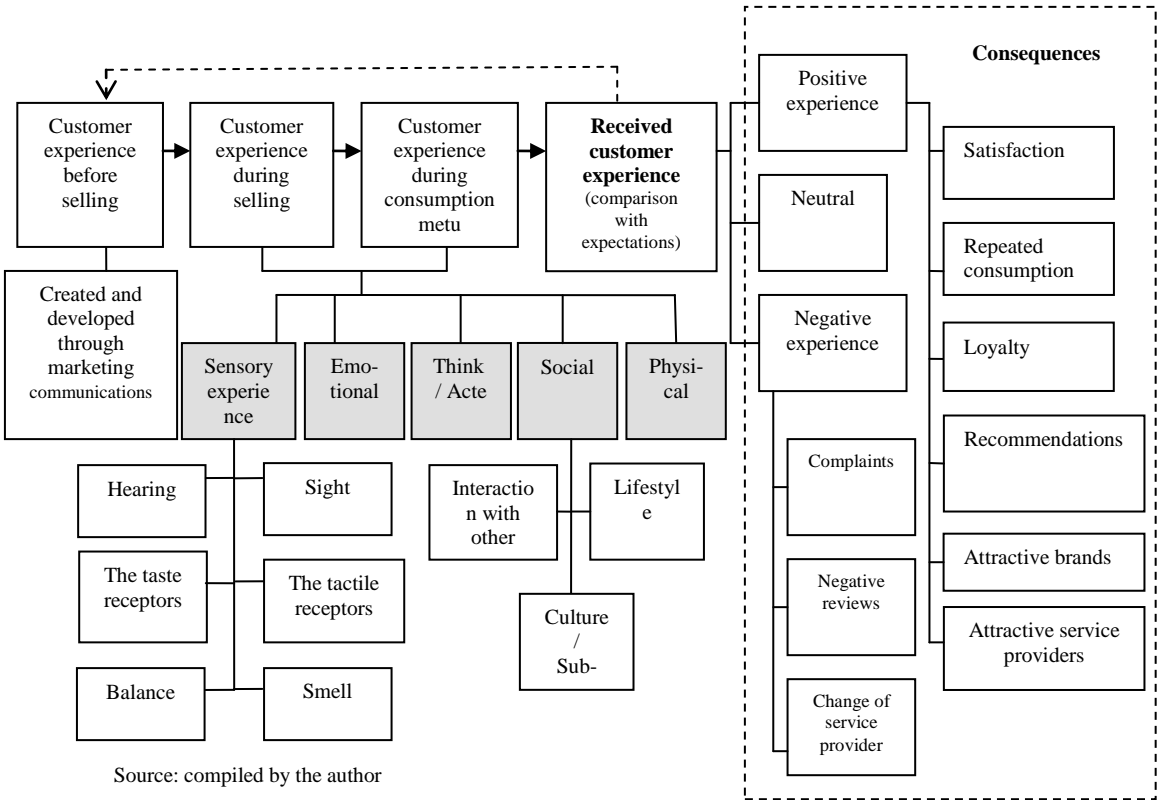 Consequences
Positive
experience
Customer
experience
before
selling
Customer
experience
during
selling
Customer
experience
during
consumption
metu
Received
customer
experience
(comparison
with
expectations)
Satisfaction
Neutral
Repeated
consumption
Created and
developed
through
marketing
communications
Negative
experience
Loyalty
Sensory
experie
nce
Emo-
tional
Think
/ Acte
Social
Physi-
cal
Recommendations
Complaints
Hearing
Sight
Interactio
n with
other
Lifestyl
e
Attractive brands
The taste
receptors
The tactile
receptors
Negative
reviews
Culture
/
Sub-
Attractive service
providers
Balance
Smell
Change of
service
provider
Source: compiled by the author